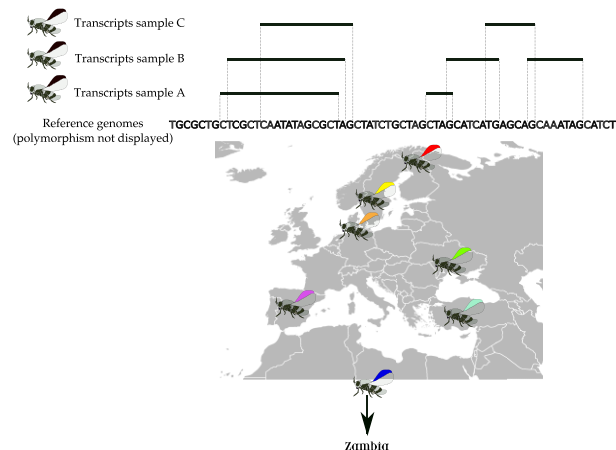 Transcripts sample C
Transcripts sample B
Transcripts sample A
Reference genomes
(polymorphism not displayed)
TGCGCTGCTCGCTCAATATAGCGCTAGCTATCTGCTAGCTAGCATCATGAGCAGCAAATAGCATCT
Zambia